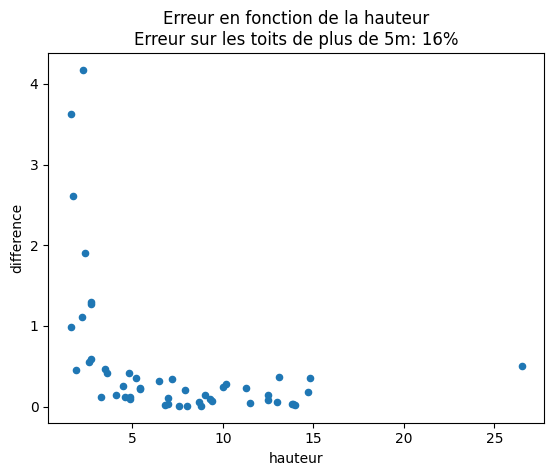 Erreur en fonction de la hauteur
Erreur sur les toits de plus de 5m: 16%
4
3
2
1
0
difference
5
10
15
20
25
hauteur